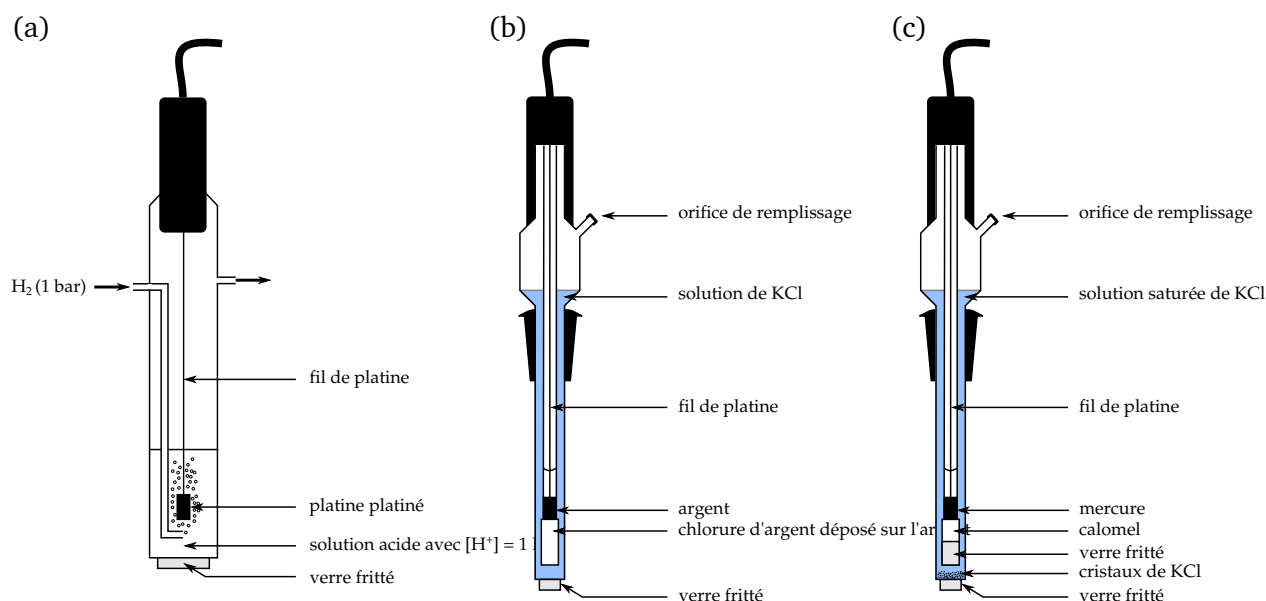 (a)
H₂ (1 bar)
fil de platine
platine platiné
solution acide avec [H⁺] = 1
verre fritté
(b)
orifice de remplissage
solution de KCl
fil de platine
argent
chlorure d'argent déposé sur l'ar
verre fritté
(c)
orifice de remplissage
solution saturée de KCl
fil de platine
mercure
calomel
verre fritté
cristaux de KCl
verre fritté